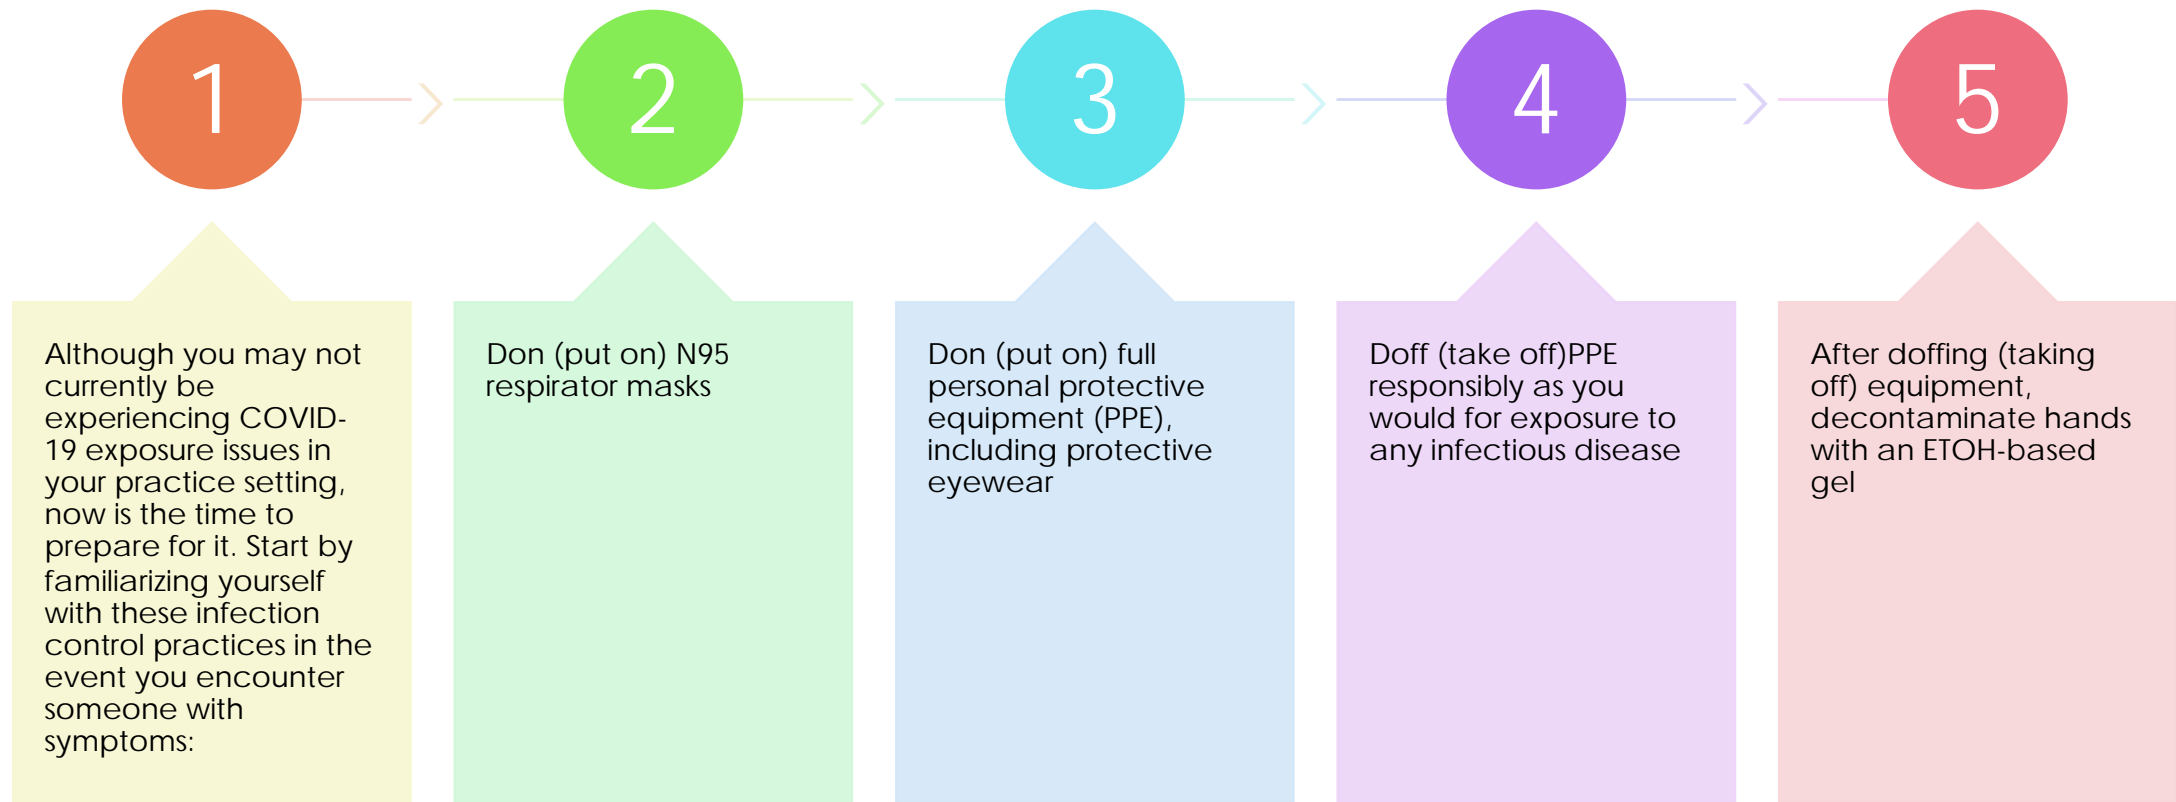 1
2
3
4
5
Although you may not
currently be
experiencing COVID-
19 exposure issues in
your practice setting,
now is the time to
prepare for it. Start by
familiarizing yourself
with these infection
control practices in the
event you encounter
someone with
symptoms:
Don (put on) N95
respirator masks
Don (put on) full
personal protective
equipment (PPE),
including protective
eyewear
Doff (take off)PPE
responsibly as you
would for exposure to
any infectious disease
After doffing (taking
off) equipment,
decontaminate hands
with an ETOH-based
gel